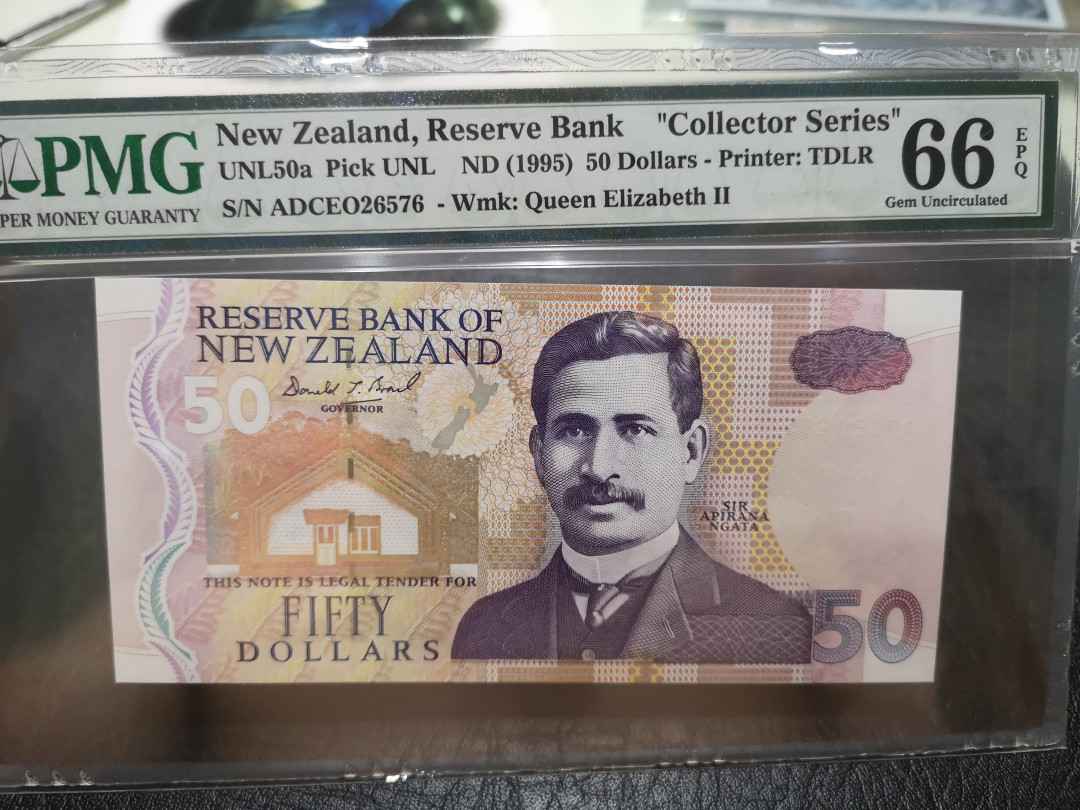 PMG
PER MONEY GUARANTY
New Zealand, Reserve Bank "Collector Series"
UNL50a Pick UNL ND (1995) 50 Dollars - Printer: TDLR
S/N ADCEO26576 - Wmk: Queen Elizabeth II
66
EPQ
Gem Uncirculated
RESERVE BANK OF
NEW ZEALAND
50
Donald T. Brash
GOVERNOR
SIR
APIRANA
NGATA
THIS NOTE IS LEGAL TENDER FOR
FIFTY
DOLLARS
50